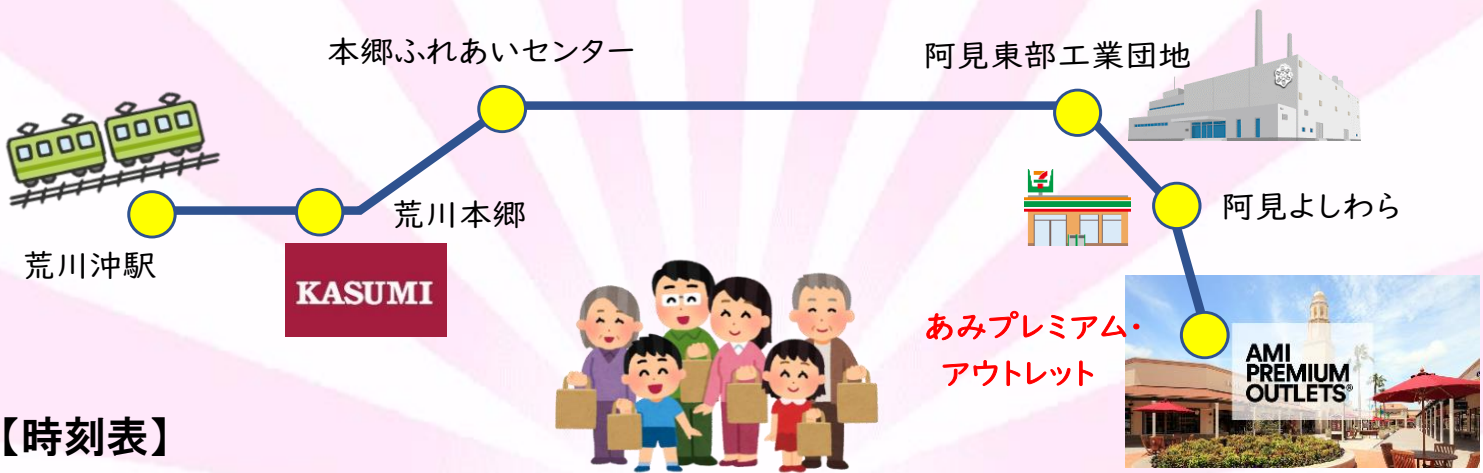 本郷ふれあいセンター
阿見東部工業団地
荒川本郷
阿見よしわら
荒川沖駅
KASUMI
あみプレミアム・
アウトレット
AMI
PREMIUM
OUTLETS®
【時刻表】